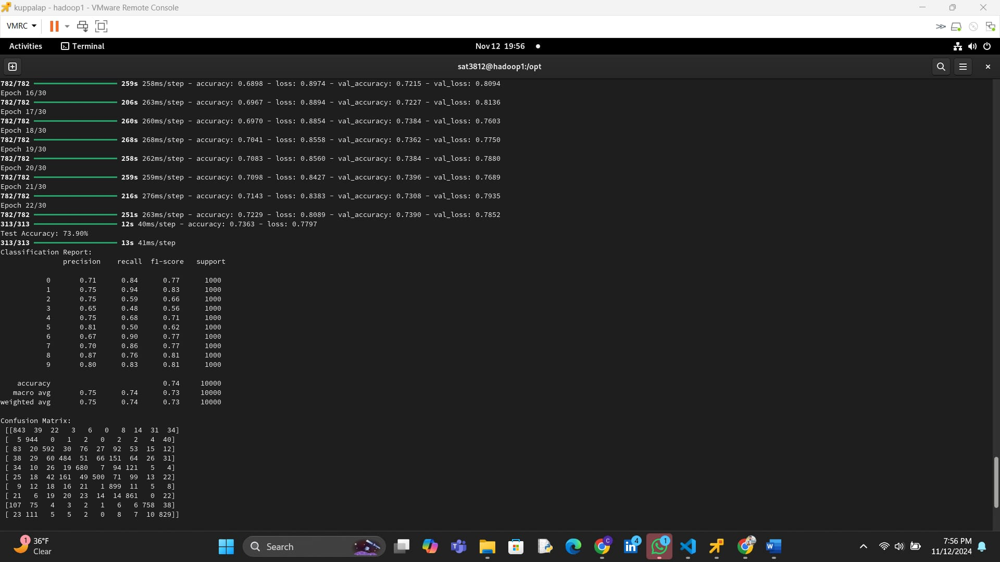 kuppalap - hadoop1 - VMware Remote Console
VMRC
Activities Terminal Nov 12 19:56
sat3812@hadoop1:/opt
782/782 259s 258ms/step - accuracy: 0.6898 - loss: 0.8974 - val_accuracy: 0.7215 - val_loss: 0.8094
Epoch 16/30
782/782 206s 263ms/step - accuracy: 0.6967 - loss: 0.8894 - val_accuracy: 0.7227 - val_loss: 0.8136
Epoch 17/30
782/782 260s 260ms/step - accuracy: 0.6970 - loss: 0.8854 - val_accuracy: 0.7384 - val_loss: 0.7603
Epoch 18/30
782/782 268s 268ms/step - accuracy: 0.7041 - loss: 0.8558 - val_accuracy: 0.7362 - val_loss: 0.7750
Epoch 19/30
782/782 258s 262ms/step - accuracy: 0.7083 - loss: 0.8560 - val_accuracy: 0.7384 - val_loss: 0.7880
Epoch 20/30
782/782 259s 259ms/step - accuracy: 0.7098 - loss: 0.8427 - val_accuracy: 0.7396 - val_loss: 0.7689
Epoch 21/30
782/782 216s 276ms/step - accuracy: 0.7143 - loss: 0.8383 - val_accuracy: 0.7308 - val_loss: 0.7935
Epoch 22/30
782/782 251s 263ms/step - accuracy: 0.7229 - loss: 0.8089 - val_accuracy: 0.7390 - val_loss: 0.7852
313/313 12s 40ms/step - accuracy: 0.7363 - loss: 0.7797
Test Accuracy: 73.90%
313/313 13s 41ms/step
Classification Report:
precision recall f1-score support
0 0.71 0.84 0.77 1000
1 0.75 0.94 0.83 1000
2 0.75 0.59 0.66 1000
3 0.65 0.48 0.56 1000
4 0.75 0.68 0.71 1000
5 0.81 0.50 0.62 1000
6 0.67 0.90 0.77 1000
7 0.70 0.86 0.77 1000
8 0.87 0.76 0.81 1000
9 0.80 0.83 0.81 1000
accuracy 0.74 10000
macro avg 0.75 0.74 0.73 10000
weighted avg 0.75 0.74 0.73 10000
Confusion Matrix:
[[843 39 22 3 6 0 8 14 31 34]
[ 5 944 0 1 2 0 2 2 4 40]
[ 83 20 592 30 76 27 92 53 15 12]
[ 38 29 60 484 51 66 151 64 26 31]
[ 34 10 26 19 680 7 94 121 5 4]
[ 25 18 42 161 49 500 71 99 13 22]
[ 9 12 18 16 21 1 899 11 5 8]
[ 21 6 19 20 23 14 14 861 0 22]
[107 75 4 3 2 1 6 6 758 38]
[ 23 111 5 5 2 0 8 7 10 829]]
1 36°F
Clear
Search
C
4
1
7:56 PM
11/12/2024